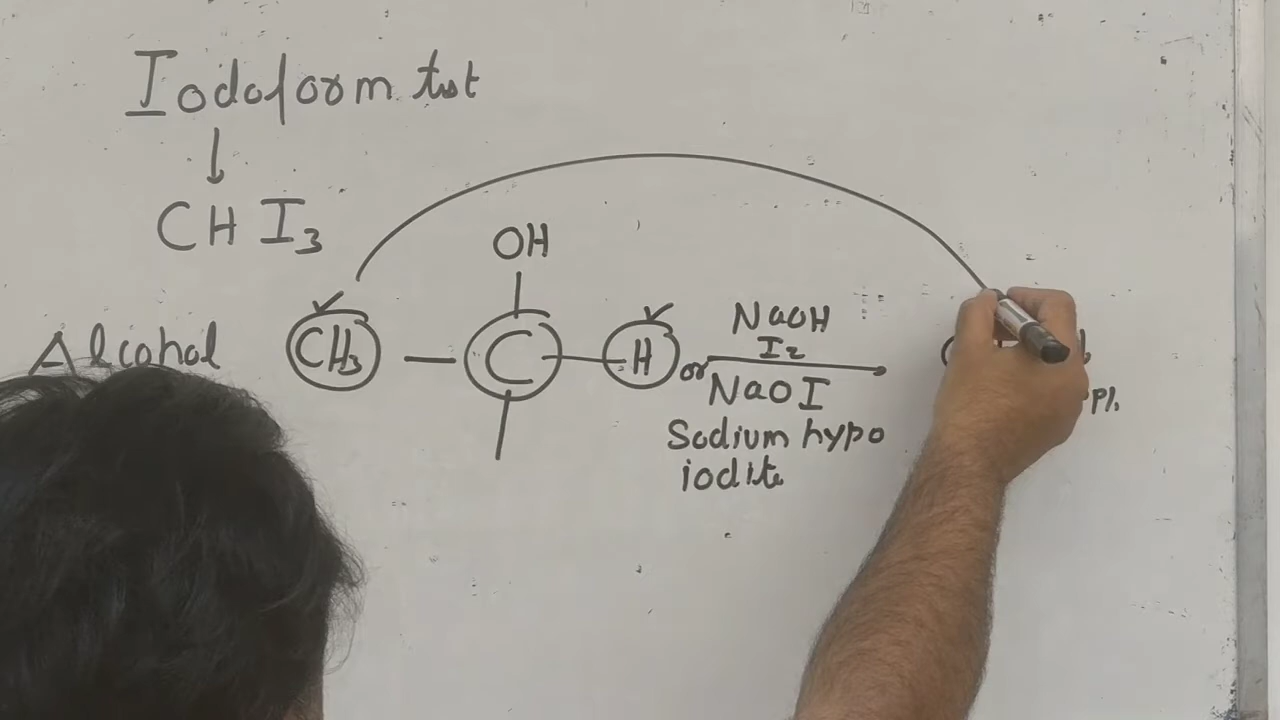 Iodoform test
CHI3
OH
Alcohol CH3 — C — H or NaOH
I2
NaOI
Sodium hypo
iodite